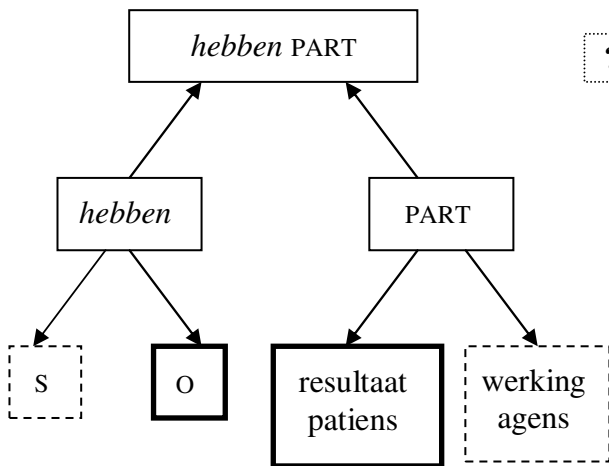 hebben PART
hebben
PART
S
O
resultaat
patiens
werking
agens